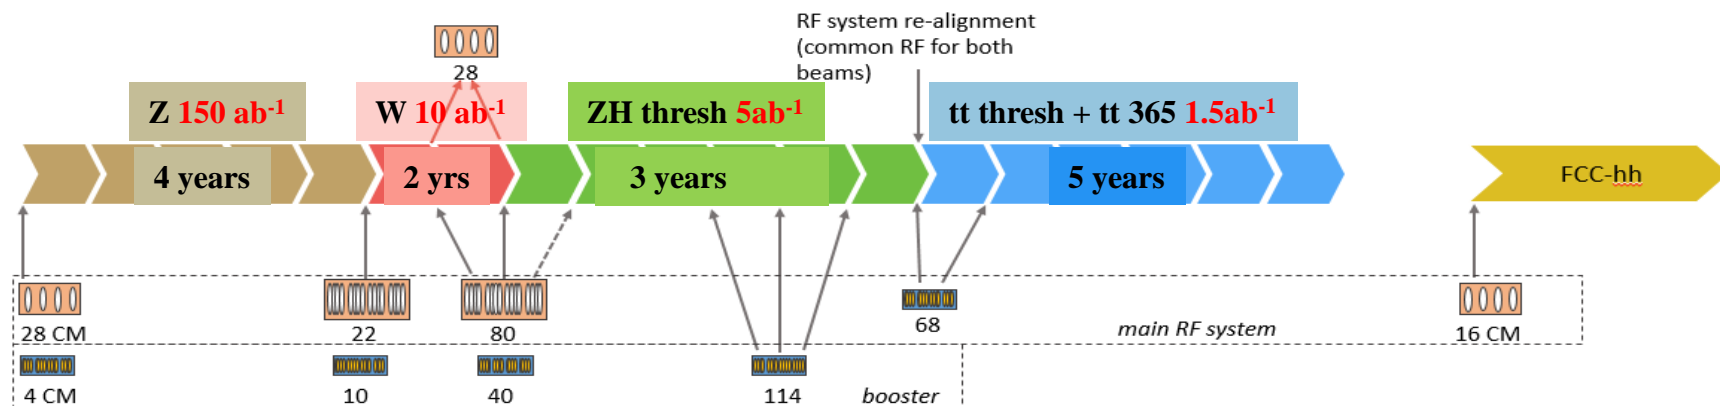 RF system re-alignment
(common RF for both
beams)
28
Z 150 ab-1
W 10 ab-1
ZH thresh 5ab-1
tt thresh + tt 365 1.5ab-1
4 years
2 yrs
3 years
5 years
FCC-hh
28 CM
22
80
68
main RF system
16 CM
4 CM
10
40
114
booster